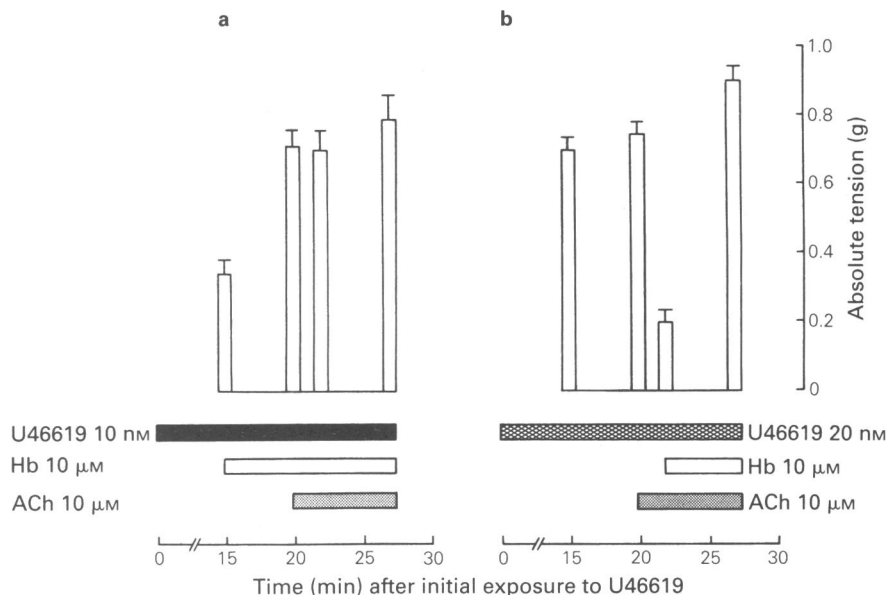 a
b
1.0
0.8
0.6
0.4
0.2
0
Absolute tension (g)
U46619 10 nM
U46619 20 nM
Hb 10 μM
Hb 10 μM
ACh 10 μM
ACh 10 μM
0 15 20 25 30
0 15 20 25 30
Time (min) after initial exposure to U46619